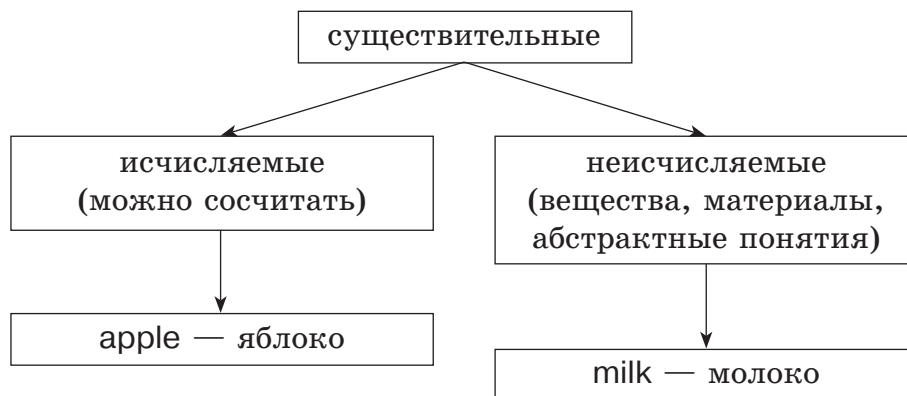 существительные
исчисляемые
(можно сосчитать)
неисчисляемые
(вещества, материалы,
абстрактные понятия)
apple — яблоко
milk — молоко